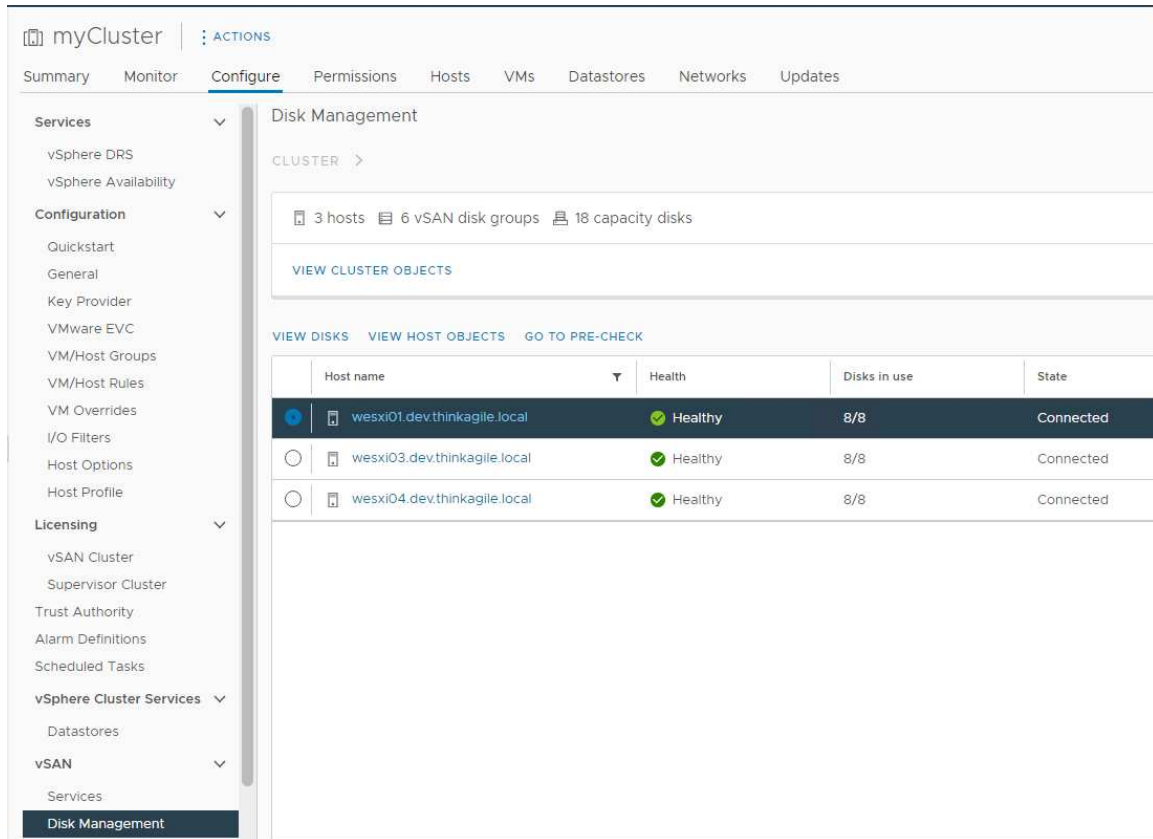 myCluster ACTIONS
Summary Monitor Configure Permissions Hosts VMs Datastores Networks Updates
Services
vSphere DRS
vSphere Availability
Configuration
Quickstart
General
Key Provider
VMware EVC
VM/Host Groups
VM/Host Rules
VM Overrides
I/O Filters
Host Options
Host Profile
Licensing
vSAN Cluster
Supervisor Cluster
Trust Authority
Alarm Definitions
Scheduled Tasks
vSphere Cluster Services
Datastores
vSAN
Services
Disk Management
Disk Management
CLUSTER >
3 hosts 6 vSAN disk groups 18 capacity disks
VIEW CLUSTER OBJECTS
VIEW DISKS VIEW HOST OBJECTS GO TO PRE-CHECK
Host name Health Disks in use State
wesxi01.dev.thinkagile.local Healthy 8/8 Connected
wesxi03.dev.thinkagile.local Healthy 8/8 Connected
wesxi04.dev.thinkagile.local Healthy 8/8 Connected